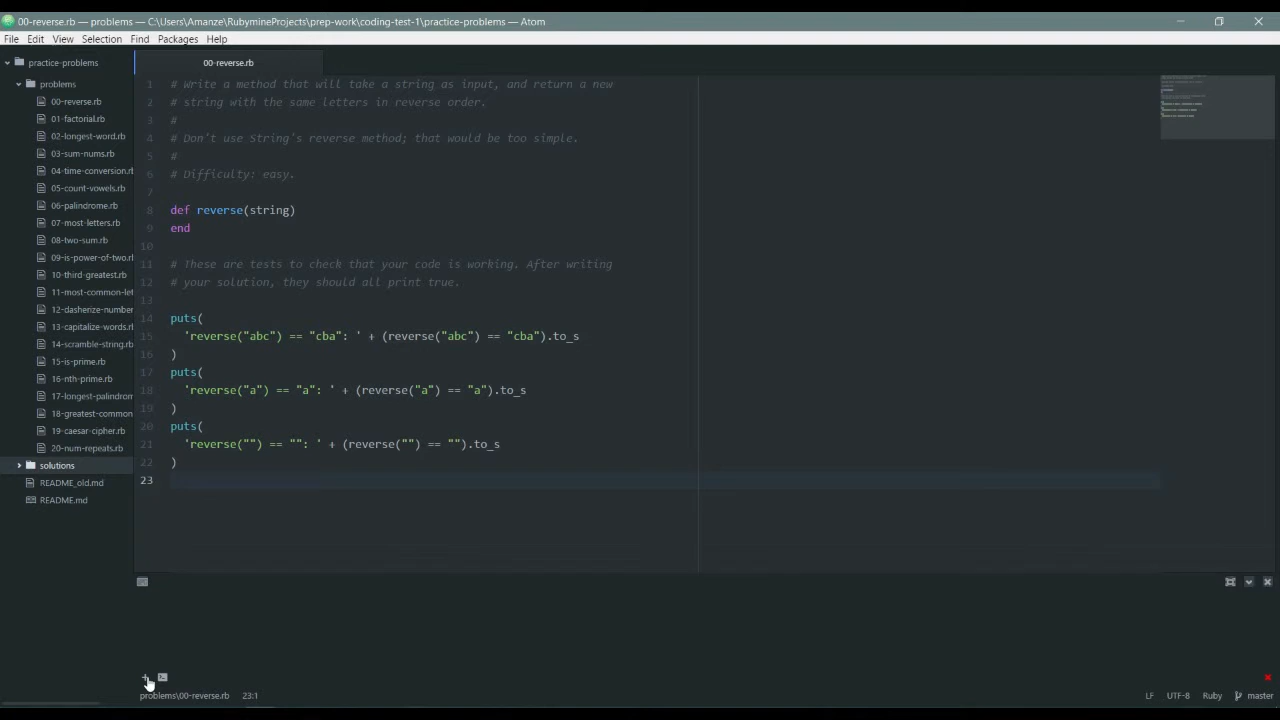 00-reverse.rb — problems — C:\Users\Amanze\RubymineProjects\prep-work\coding-test-1\practice-problems — Atom
File Edit View Selection Find Packages Help
practice-problems
problems
00-reverse.rb
01-factorial.rb
02-longest-word.rb
03-sum-nums.rb
04-time-conversion.rb
05-count-vowels.rb
06-palindrome.rb
07-most-letters.rb
08-two-sum.rb
09-is-power-of-two.rb
10-third-greatest.rb
11-most-common-let
12-dasherize-number
13-capitalize-words.rb
14-scramble-string.rb
15-is-prime.rb
16-nth-prime.rb
17-longest-palindrom
18-greatest-common
19-caesar-cipher.rb
20-num-repeats.rb
solutions
README_old.md
README.md
00-reverse.rb
1 # Write a method that will take a string as input, and return a new
2 # string with the same letters in reverse order.
3 #
4 # Don't use String's reverse method; that would be too simple.
5 #
6 # Difficulty: easy.
7
8 def reverse(string)
9 end
10
11 # These are tests to check that your code is working. After writing
12 # your solution, they should all print true.
13
14 puts(
15 'reverse("abc") == "cba": ' + (reverse("abc") == "cba").to_s
16 )
17 puts(
18 'reverse("a") == "a": ' + (reverse("a") == "a").to_s
19 )
20 puts(
21 'reverse("") == "": ' + (reverse("") == "").to_s
22 )
23
problems\00-reverse.rb 23:1 LF UTF-8 Ruby master